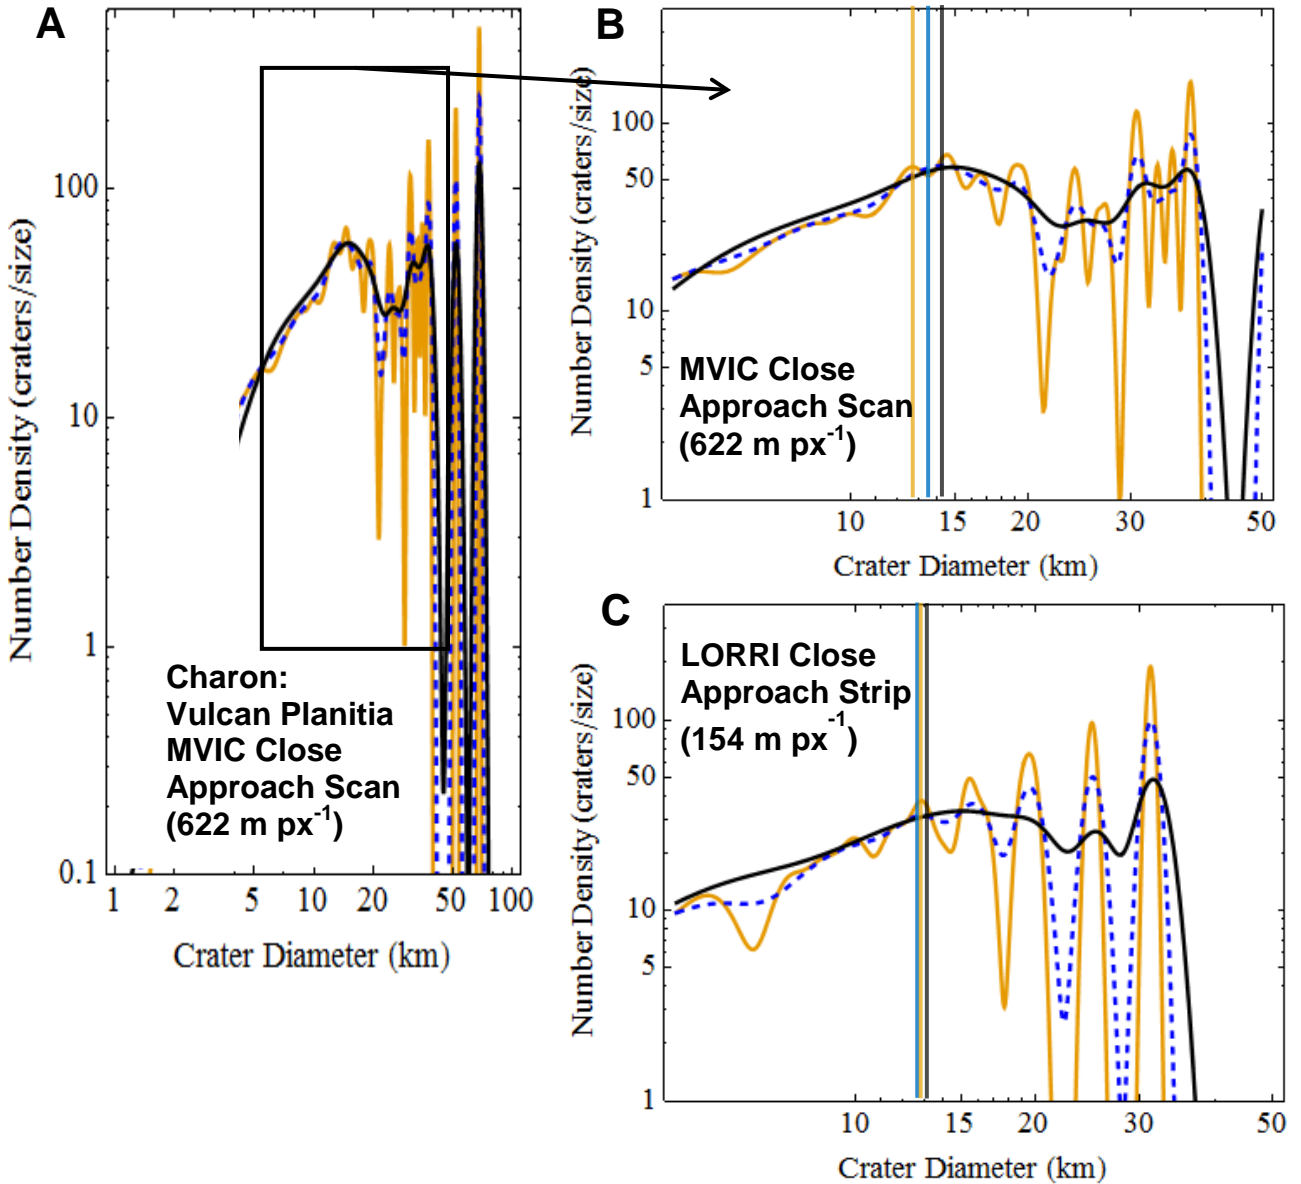 A
Number Density (craters/size)
100
10
1
0.1
1 2 5 10 20 50 100
Crater Diameter (km)
Charon:
Vulcan Planitia
MVIC Close
Approach Scan
(622 m px-1)
B
Number Density (craters/size)
100
50
10
5
1
10 15 20 30 50
Crater Diameter (km)
MVIC Close
Approach Scan
(622 m px-1)
C
Number Density (craters/size)
100
50
10
5
1
10 15 20 30 50
Crater Diameter (km)
LORRI Close
Approach Strip
(154 m px-1)